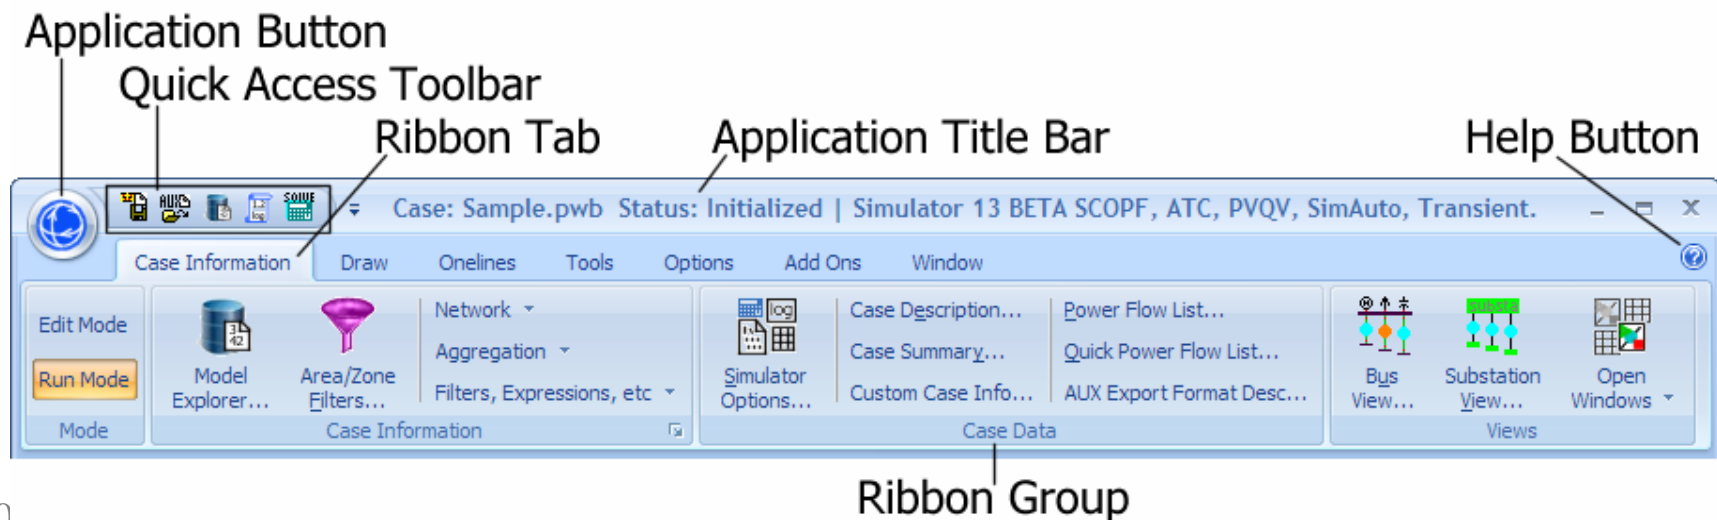 Application Button
Quick Access Toolbar
Ribbon Tab
Application Title Bar
Help Button
AUX
log
SOLVE
Case: Sample.pwb Status: Initialized | Simulator 13 BETA SCOPF, ATC, PVQV, SimAuto, Transient.
Case Information
Draw
Onelines
Tools
Options
Add Ons
Window
Edit Mode
Run Mode
Mode
Model
Explorer...
Area/Zone
Filters...
Network
Aggregation
Filters, Expressions, etc
Case Information
log
Simulator
Options...
Case Description...
Case Summary...
Custom Case Info...
Power Flow List...
Quick Power Flow List...
AUX Export Format Desc...
Case Data
Bus
View...
Substation
View...
Open
Windows
Views
Ribbon Group